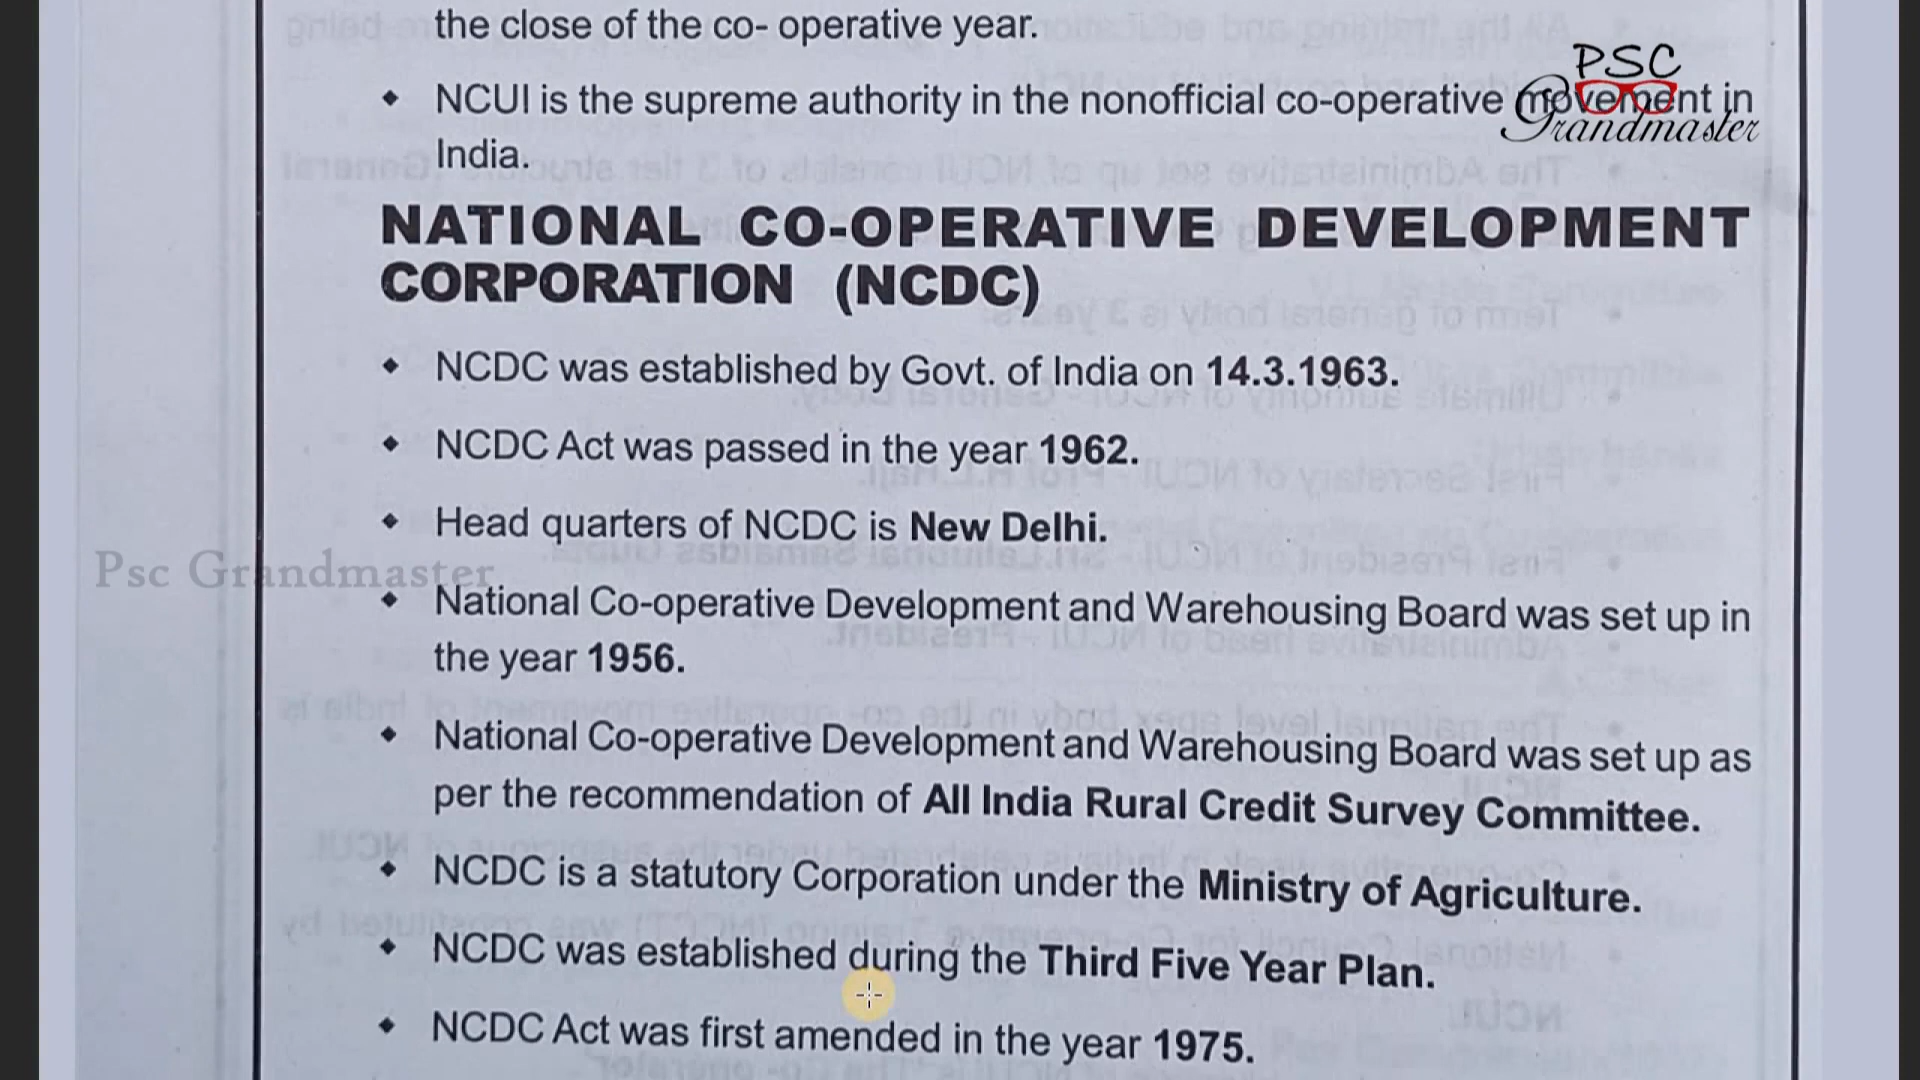 the close of the co- operative year.
PSC
Grandmaster
NCUI is the supreme authority in the nonofficial co-operative movement in
India.
NATIONAL CO-OPERATIVE DEVELOPMENT
CORPORATION (NCDC)
NCDC was established by Govt. of India on 14.3.1963.
NCDC Act was passed in the year 1962.
Head quarters of NCDC is New Delhi.
Psc Grandmaster
National Co-operative Development and Warehousing Board was set up in
the year 1956.
National Co-operative Development and Warehousing Board was set up as
per the recommendation of All India Rural Credit Survey Committee.
NCDC is a statutory Corporation under the Ministry of Agriculture.
NCDC was established during the Third Five Year Plan.
NCDC Act was first amended in the year 1975.